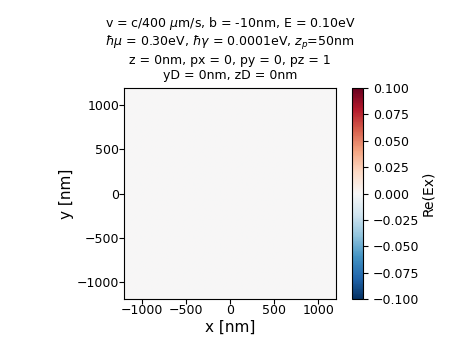 v = c/400 μm/s, b = -10nm, E = 0.10eV
ħμ = 0.30eV, ħγ = 0.0001eV, zₚ=50nm
z = 0nm, px = 0, py = 0, pz = 1
yD = 0nm, zD = 0nm
1000
500
0
−500
−1000
y [nm]
−1000 −500 0 500 1000
x [nm]
0.100
0.075
0.050
0.025
0.000
−0.025
−0.050
−0.075
−0.100
Re(Ex)